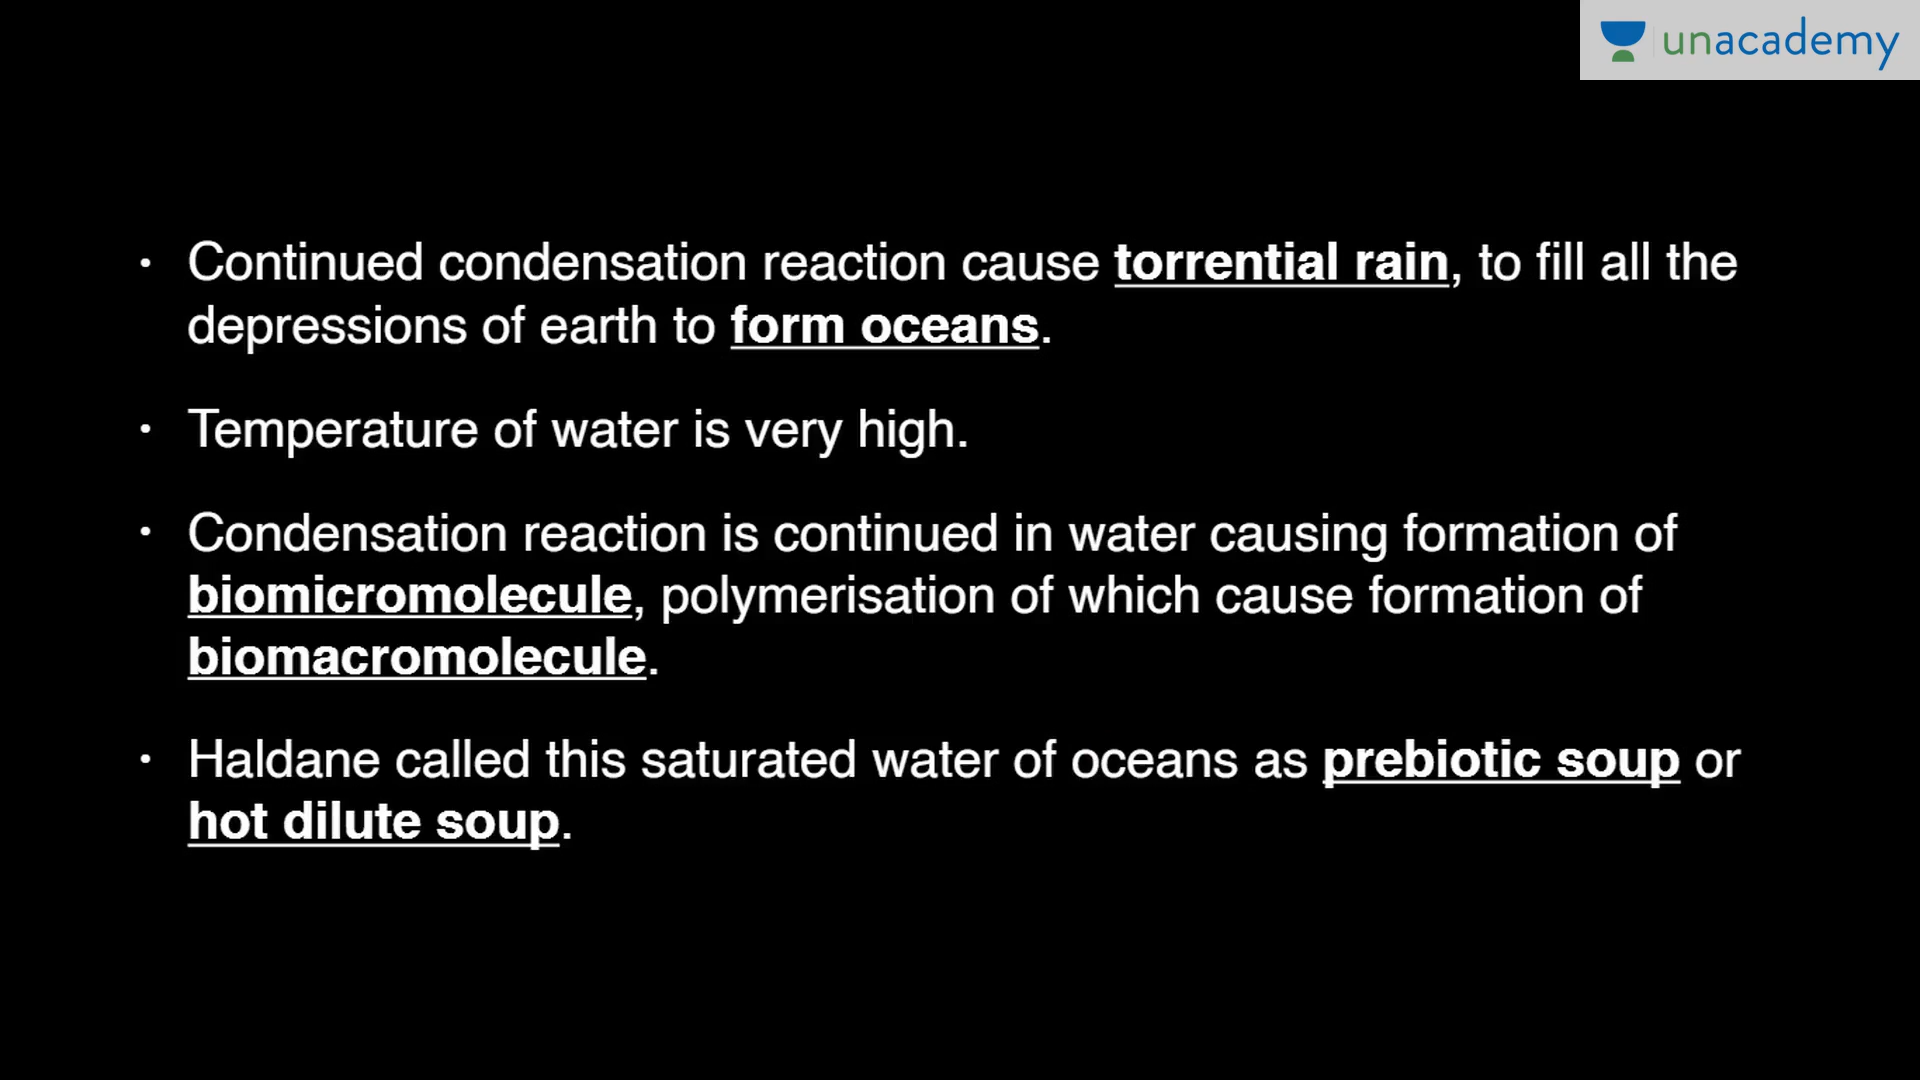 unacademy
• Continued condensation reaction cause torrential rain, to fill all the
depressions of earth to form oceans.
• Temperature of water is very high.
• Condensation reaction is continued in water causing formation of
biomicromolecule, polymerisation of which cause formation of
biomacromolecule.
• Haldane called this saturated water of oceans as prebiotic soup or
hot dilute soup.